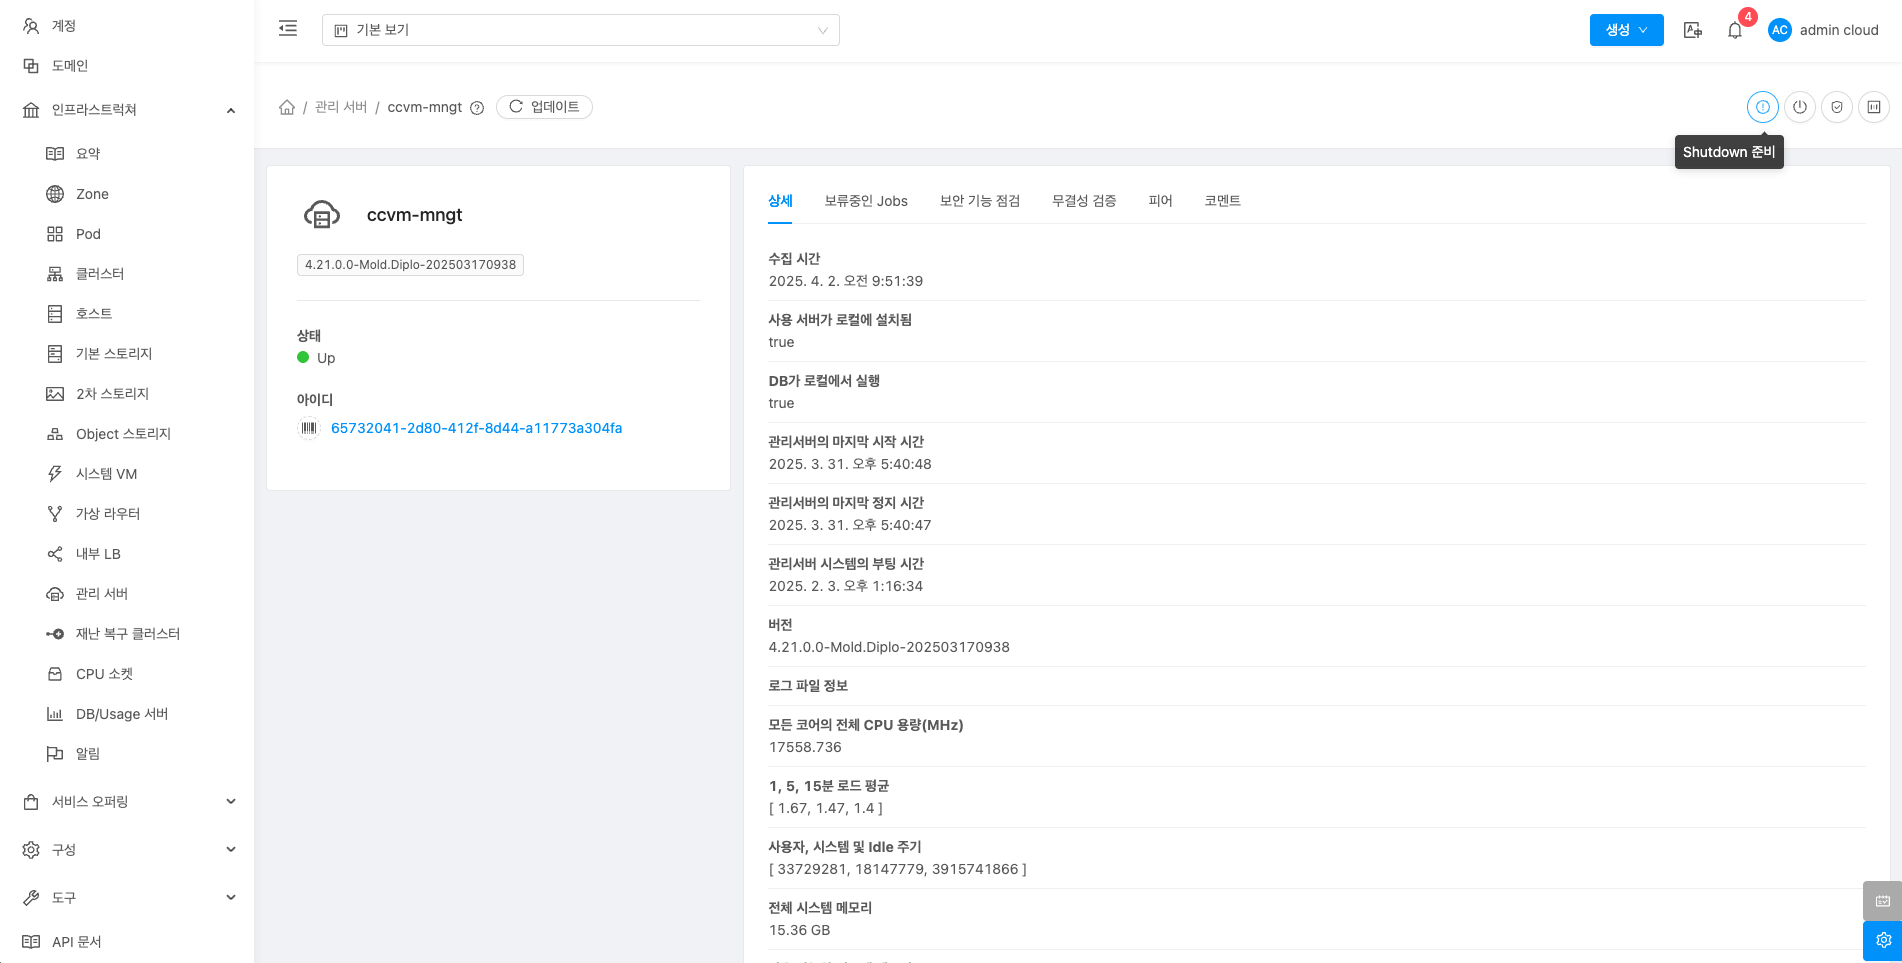 계정
도메인
인프라스트럭쳐
요약
Zone
Pod
클러스터
호스트
기본 스토리지
2차 스토리지
Object 스토리지
시스템 VM
가상 라우터
내부 LB
관리 서버
재난 복구 클러스터
CPU 소켓
DB/Usage 서버
알림
서비스 오퍼링
구성
도구
API 문서
기본 보기
생성
4
AC admin cloud
/ 관리 서버 / ccvm-mngt 업데이트
Shutdown 준비
ccvm-mngt
4.21.0.0-Mold.Diplo-202503170938
상태
Up
아이디
65732041-2d80-412f-8d44-a11773a304fa
상세 보류중인 Jobs 보안 기능 점검 무결성 검증 피어 코멘트
수집 시간
2025. 4. 2. 오전 9:51:39
사용 서버가 로컬에 설치됨
true
DB가 로컬에서 실행
true
관리서버의 마지막 시작 시간
2025. 3. 31. 오후 5:40:48
관리서버의 마지막 정지 시간
2025. 3. 31. 오후 5:40:47
관리서버 시스템의 부팅 시간
2025. 2. 3. 오후 1:16:34
버전
4.21.0.0-Mold.Diplo-202503170938
로그 파일 정보
모든 코어의 전체 CPU 용량(MHz)
17558.736
1, 5, 15분 로드 평균
[ 1.67, 1.47, 1.4 ]
사용자, 시스템 및 Idle 주기
[ 33729281, 18147779, 3915741866 ]
전체 시스템 메모리
15.36 GB